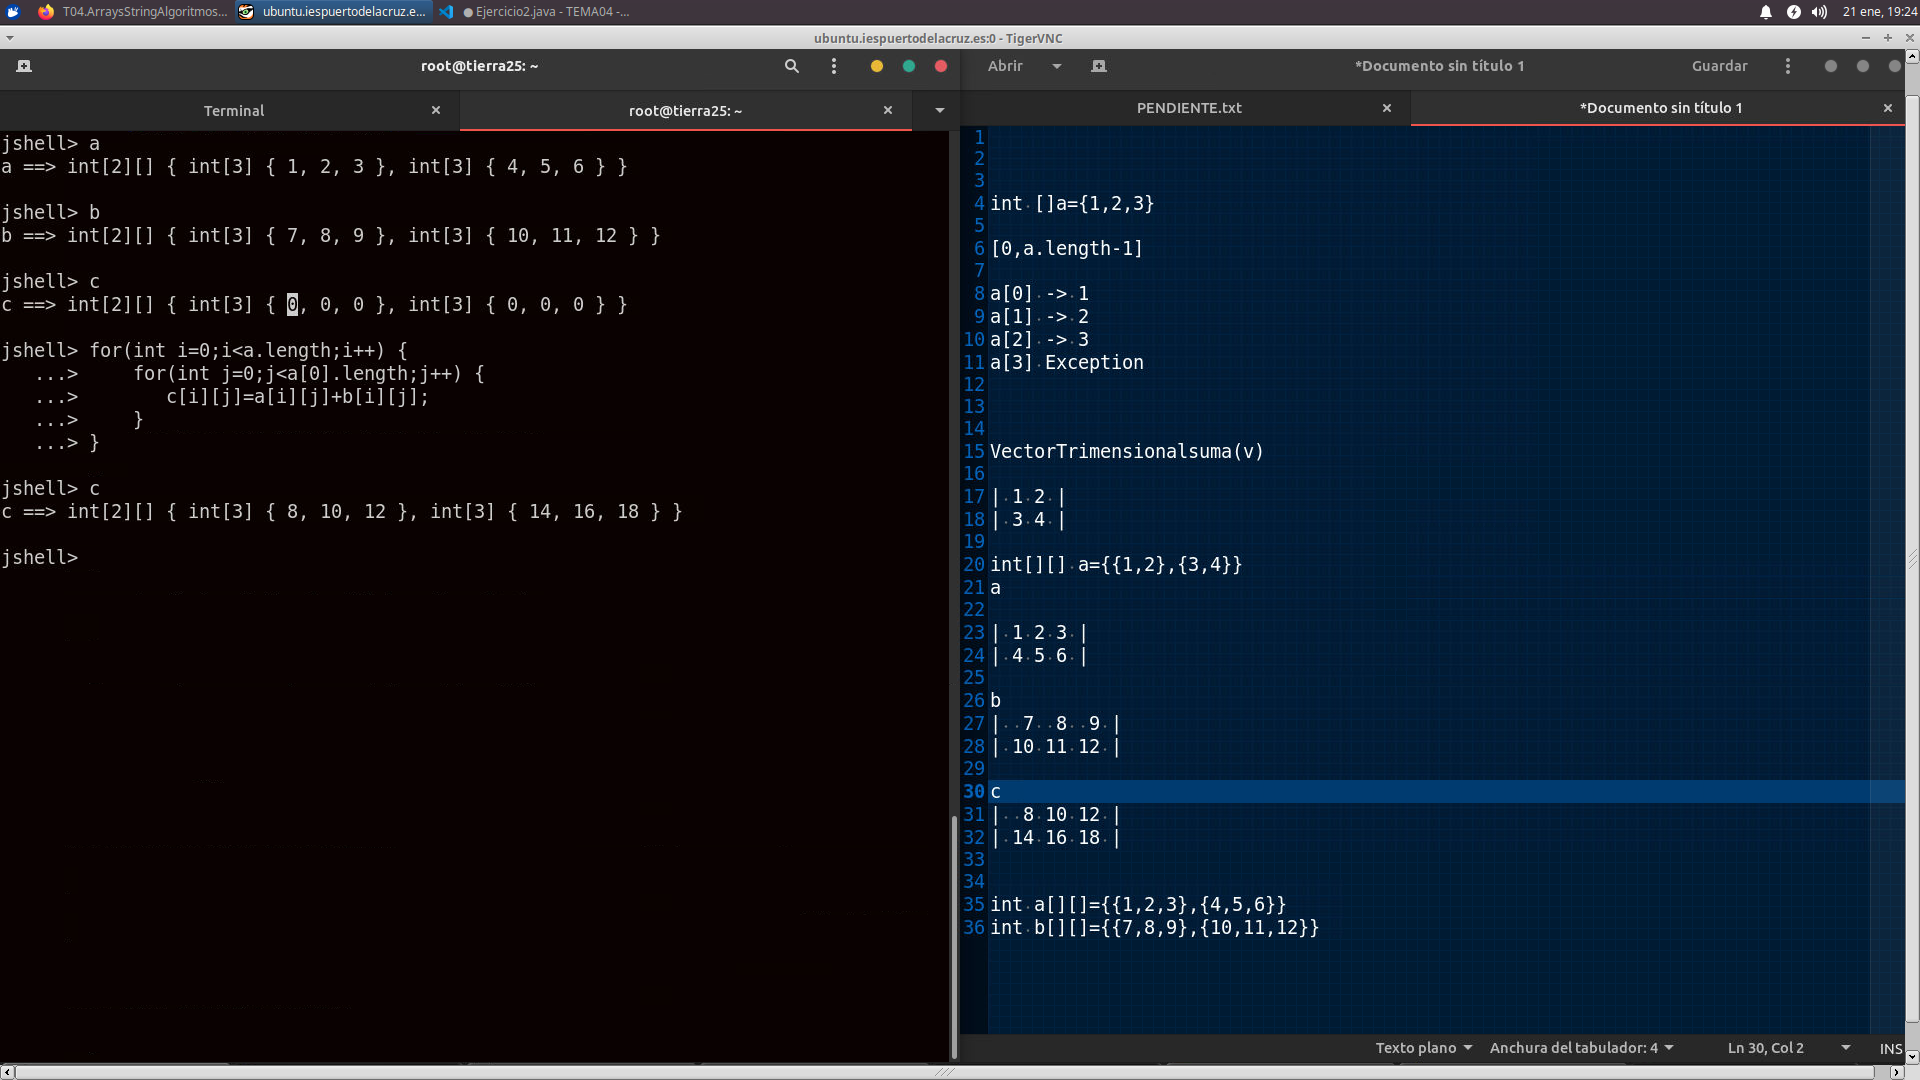 T04.ArraysStringAlgoritmos... ubuntu.iespuertodelacruz.e... ● Ejercicio2.java - TEMA04 -... 21 ene, 19:24
ubuntu.iespuertodelacruz.es:0 - TigerVNC
root@tierra25: ~
Terminal root@tierra25: ~
jshell> a
a ==> int[2][] { int[3] { 1, 2, 3 }, int[3] { 4, 5, 6 } }
jshell> b
b ==> int[2][] { int[3] { 7, 8, 9 }, int[3] { 10, 11, 12 } }
jshell> c
c ==> int[2][] { int[3] { 0, 0, 0 }, int[3] { 0, 0, 0 } }
jshell> for(int i=0;i<a.length;i++) {
   ...>     for(int j=0;j<a[0].length;j++) {
   ...>        c[i][j]=a[i][j]+b[i][j];
   ...>     }
   ...> }
jshell> c
c ==> int[2][] { int[3] { 8, 10, 12 }, int[3] { 14, 16, 18 } }
jshell>
Abrir *Documento sin título 1 Guardar
PENDIENTE.txt *Documento sin título 1
1
2
3
4 int []a={1,2,3}
5
6 [0,a.length-1]
7
8 a[0] -> 1
9 a[1] -> 2
10 a[2] -> 3
11 a[3] Exception
12
13
14
15 VectorTrimensionalsuma(v)
16
17 | 1 2 |
18 | 3 4 |
19
20 int[][] a={{1,2},{3,4}}
21 a
22
23 | 1 2 3 |
24 | 4 5 6 |
25
26 b
27 |  7  8  9 |
28 | 10 11 12 |
29
30 c
31 |  8 10 12 |
32 | 14 16 18 |
33
34
35 int a[][]={{1,2,3},{4,5,6}}
36 int b[][]={{7,8,9},{10,11,12}}
Texto plano Anchura del tabulador: 4 Ln 30, Col 2 INS